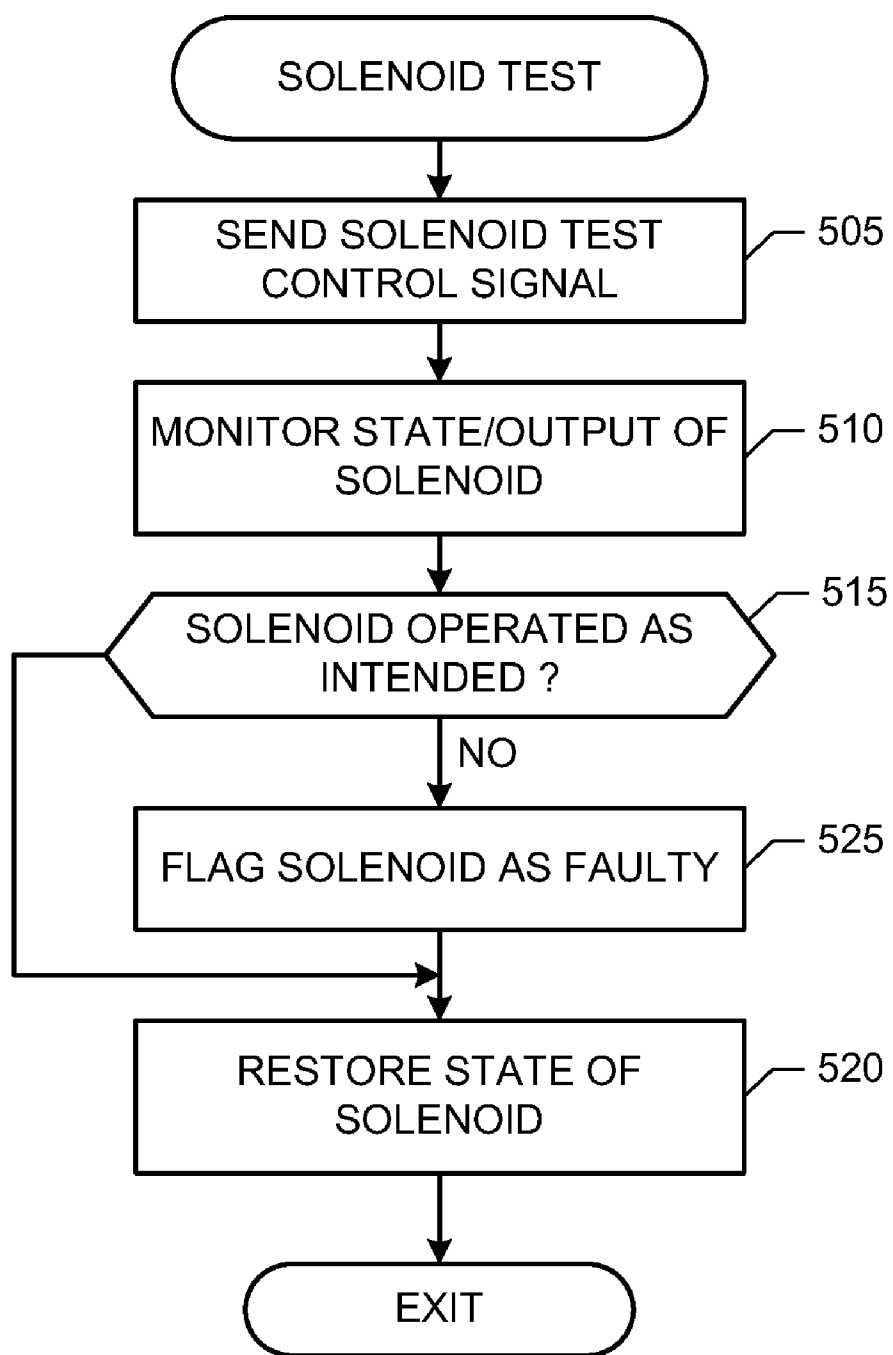 SOLENOID TEST
SEND SOLENOID TEST
CONTROL SIGNAL
505
MONITOR STATE/OUTPUT OF
SOLENOID
510
SOLENOID OPERATED AS
INTENDED ?
515
NO
FLAG SOLENOID AS FAULTY
525
RESTORE STATE OF
SOLENOID
520
EXIT